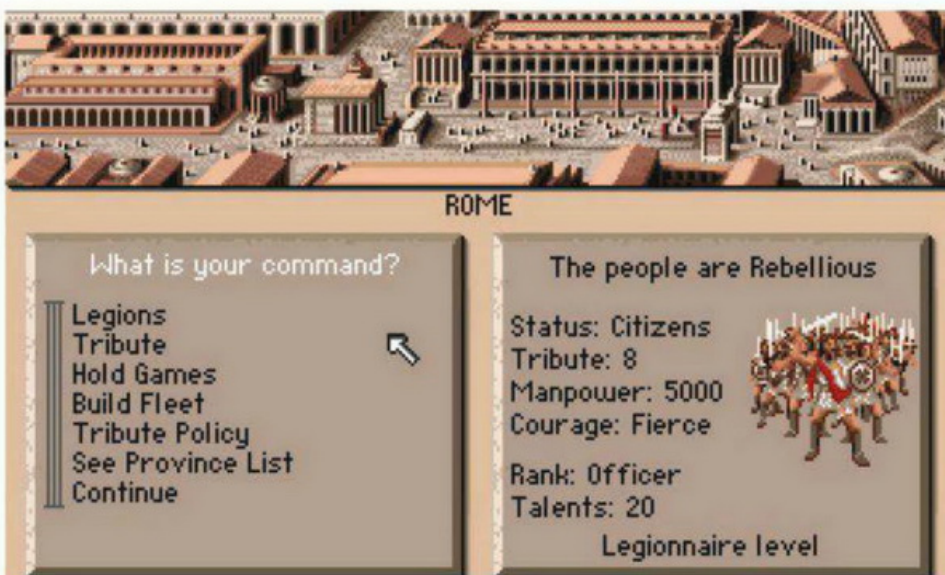 ROME
What is your command?
Legions
Tribute
Hold Games
Build Fleet
Tribute Policy
See Province List
Continue
The people are Rebellious
Status: Citizens
Tribute: 8
Manpower: 5000
Courage: Fierce
Rank: Officer
Talents: 20
Legionnaire level